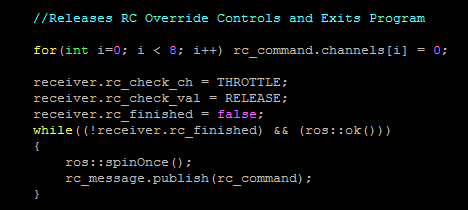 //Releases RC Override Controls and Exits Program
for(int i=0; i < 8; i++) rc_command.channels[i] = 0;
receiver.rc_check_ch = THROTTLE;
receiver.rc_check_val = RELEASE;
receiver.rc_finished = false;
while((!receiver.rc_finished) && (ros::ok()))
{
ros::spinOnce();
rc_message.publish(rc_command);
}